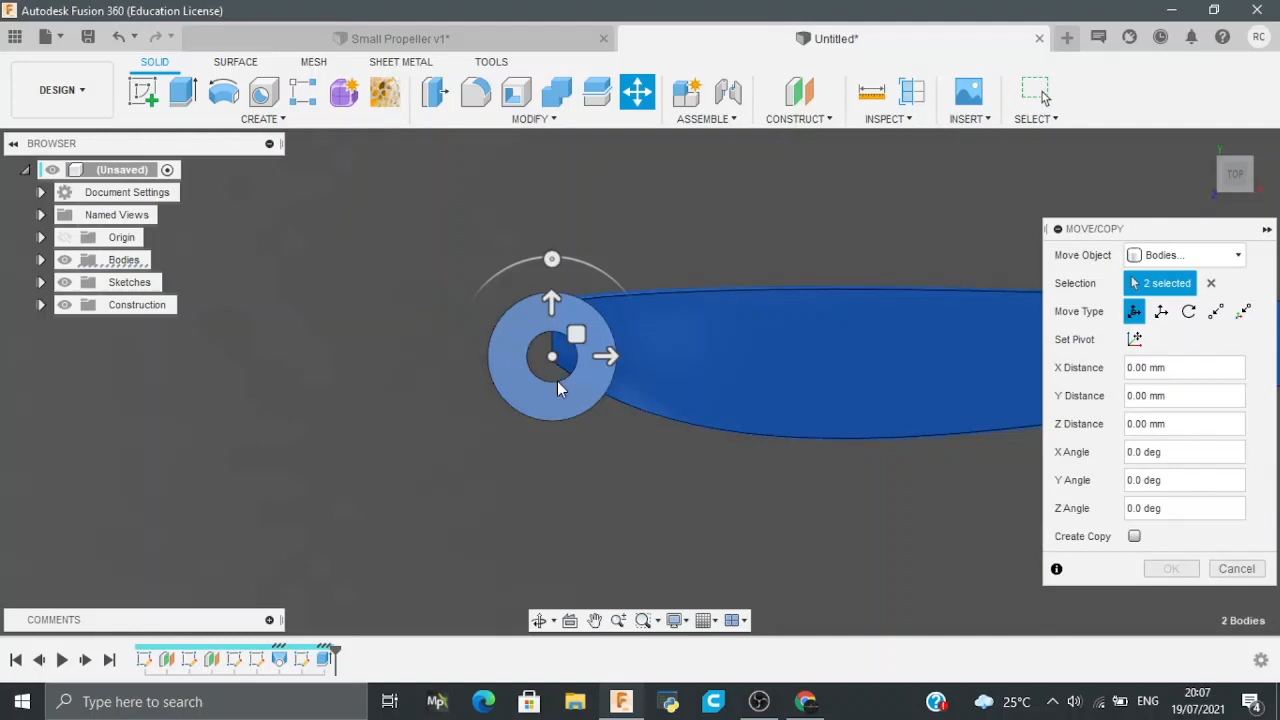 Autodesk Fusion 360 (Education License)
Small Propeller v1*
Untitled*
RC
SOLID SURFACE MESH SHEET METAL TOOLS
DESIGN
CREATE MODIFY ASSEMBLE CONSTRUCT INSPECT INSERT SELECT
BROWSER
(Unsaved)
Document Settings
Named Views
Origin
Bodies
Sketches
Construction
Y
TOP
Z
MOVE/COPY
Move Object Bodies...
Selection 2 selected
Move Type
Set Pivot
X Distance 0.00 mm
Y Distance 0.00 mm
Z Distance 0.00 mm
X Angle 0.0 deg
Y Angle 0.0 deg
Z Angle 0.0 deg
Create Copy
OK Cancel
COMMENTS
2 Bodies
Type here to search
Mp
25°C
ENG
20:07
19/07/2021
4